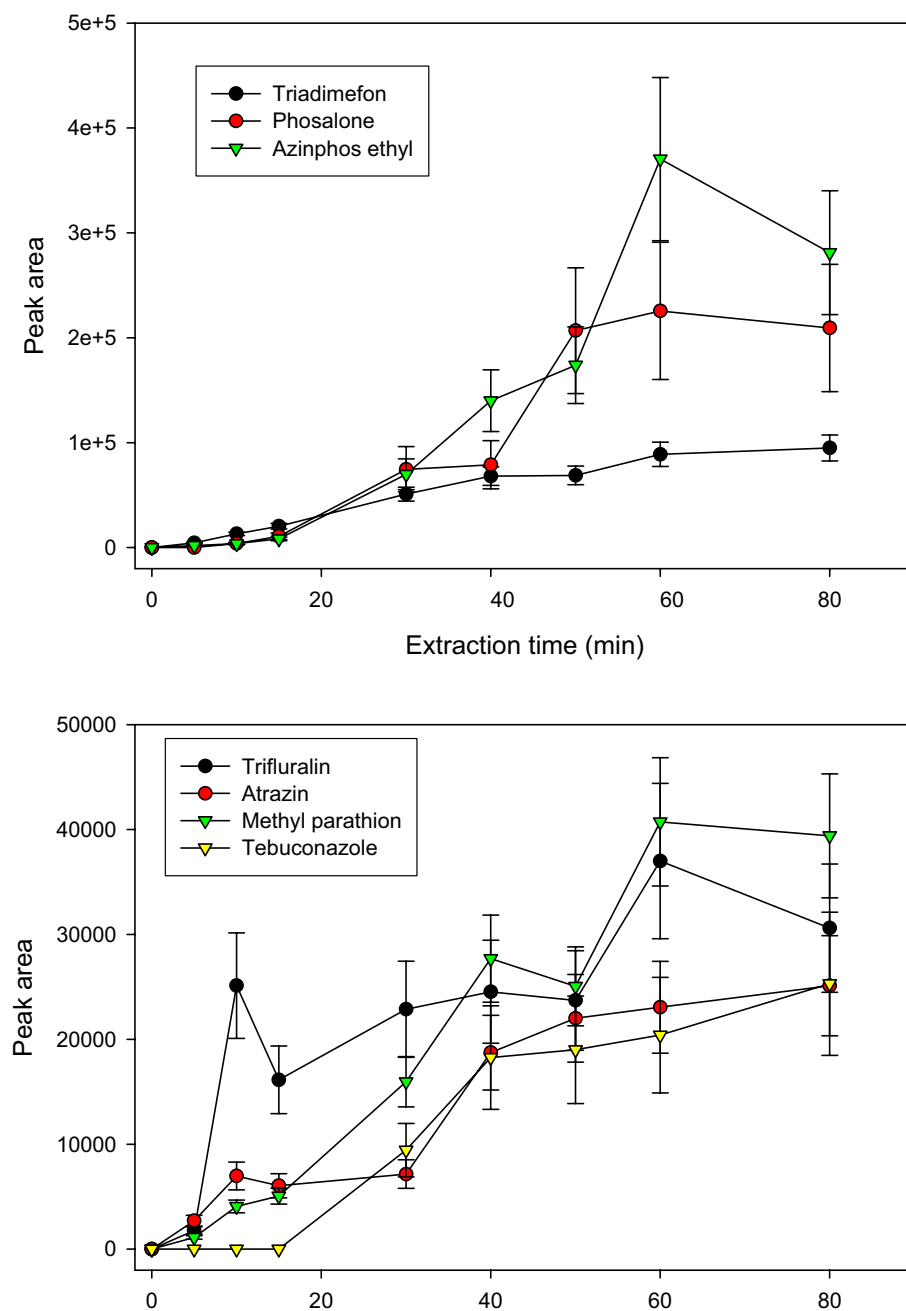 5e+5
Triadimefon
Phosalone
Azinphos ethyl
4e+5
3e+5
Peak area
2e+5
1e+5
0
0 20 40 60 80
Extraction time (min)
50000
Trifluralin
Atrazin
Methyl parathion
Tebuconazole
40000
30000
Peak area
20000
10000
0
0 20 40 60 80